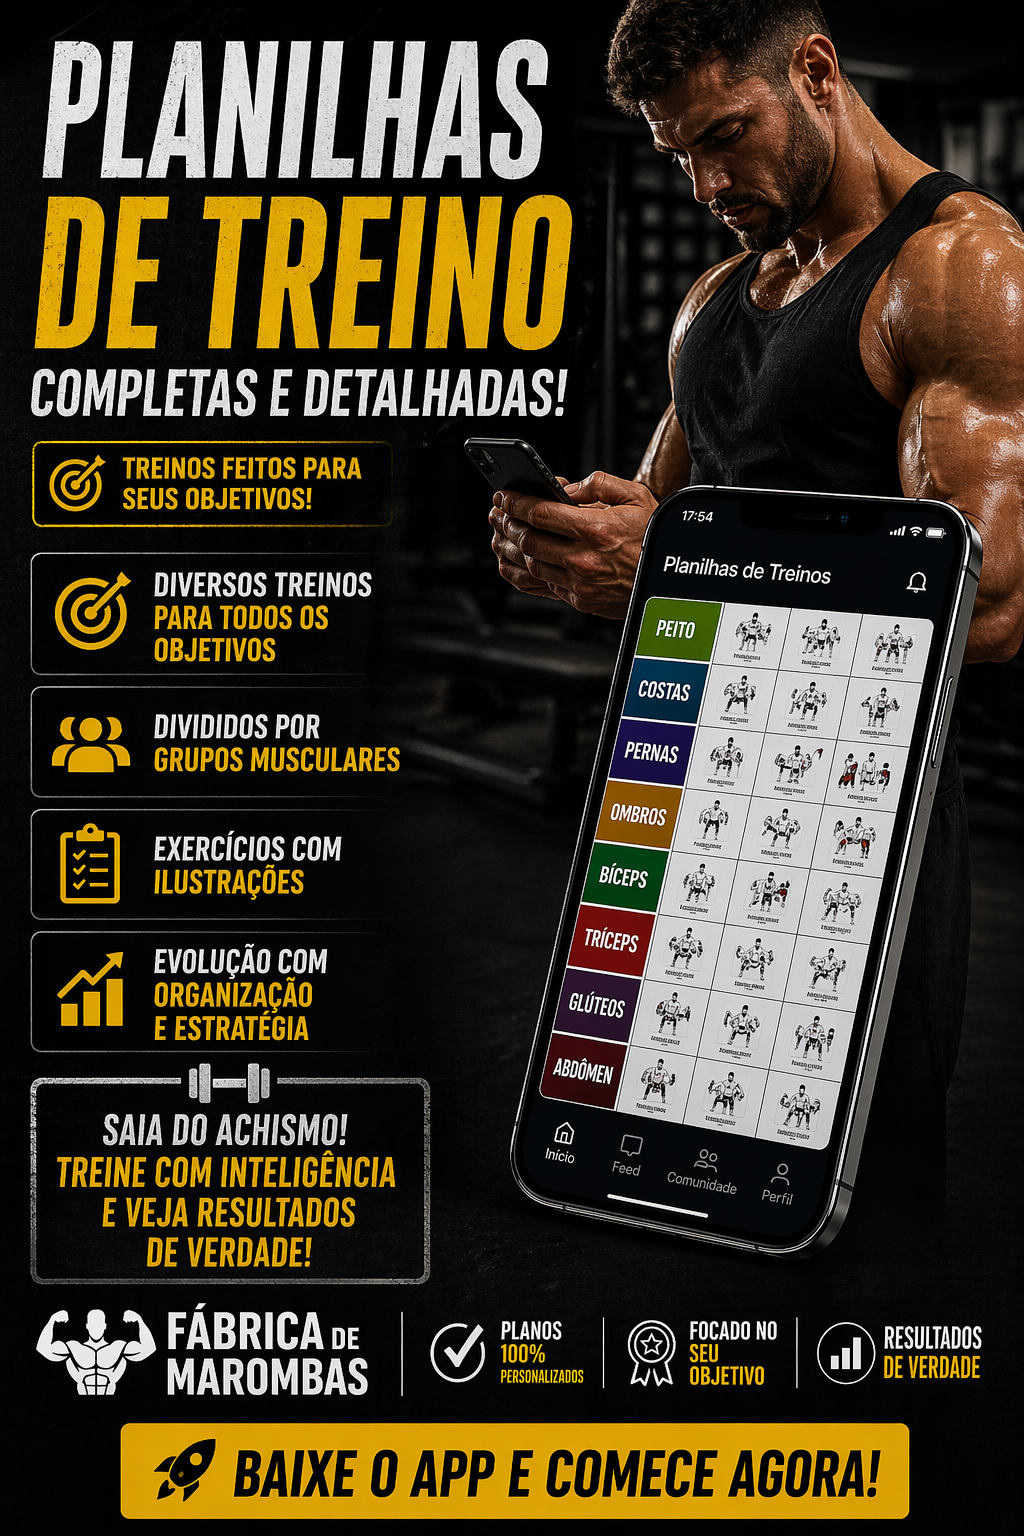 PLANILHAS
DE TREINO
COMPLETAS E DETALHADAS!
TREINOS FEITOS PARA
SEUS OBJETIVOS!
DIVERSOS TREINOS
PARA TODOS OS
OBJETIVOS
DIVIDIDOS POR
GRUPOS MUSCULARES
EXERCÍCIOS COM
ILUSTRAÇÕES
EVOLUÇÃO COM
ORGANIZAÇÃO
E ESTRATÉGIA
SAIA DO ACHISMO!
TREINE COM INTELIGÊNCIA
E VEJA RESULTADOS
DE VERDADE!
17:54
Planilhas de Treinos
PEITO
COSTAS
PERNAS
OMBROS
BÍCEPS
TRÍCEPS
GLÚTEOS
ABDÔMEN
Início
Feed
Comunidade
Perfil
FÁBRICA DE
MAROMBAS
PLANOS
100%
PERSONALIZADOS
FOCADO NO
SEU
OBJETIVO
RESULTADOS
DE VERDADE
BAIXE O APP E COMECE AGORA!